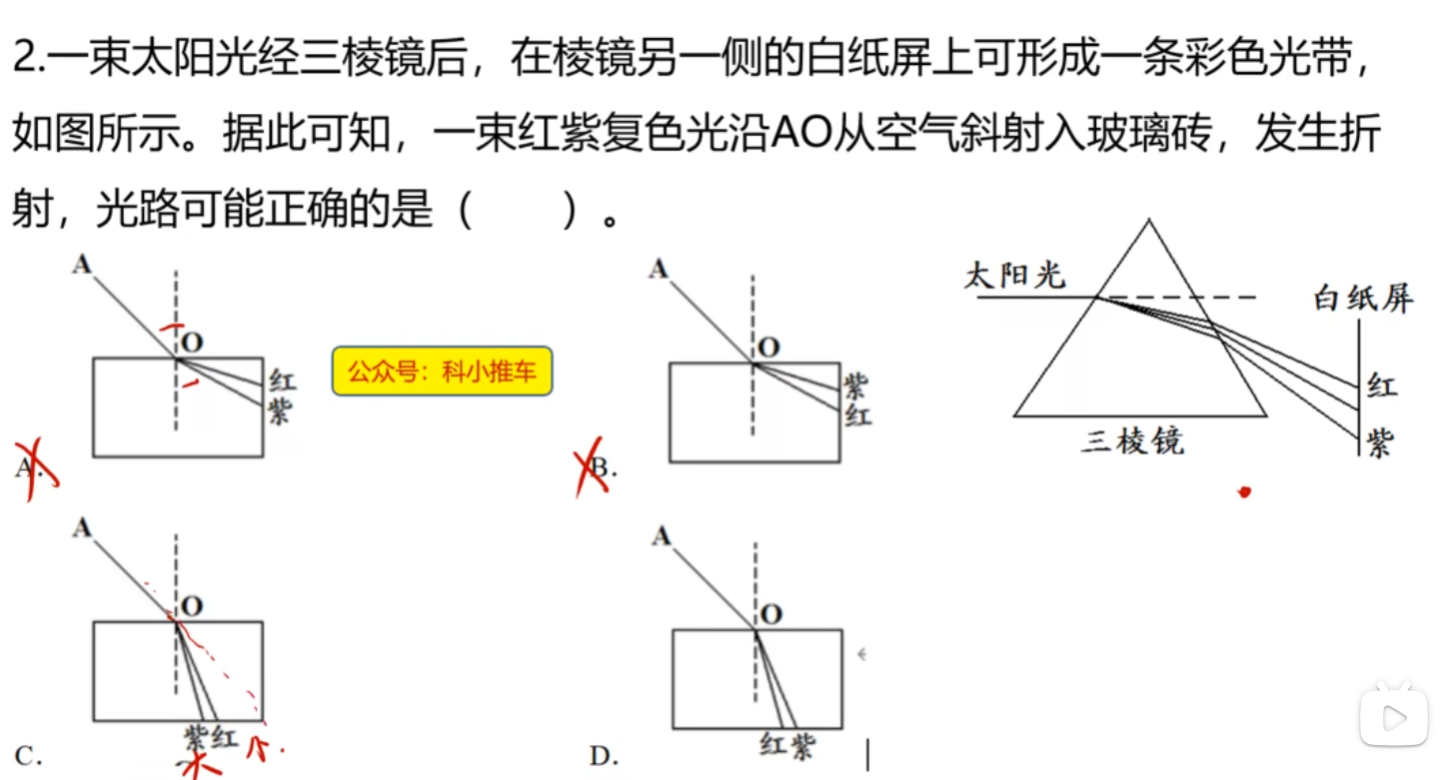 2.一束太阳光经三棱镜后，在棱镜另一侧的白纸屏上可形成一条彩色光带，
如图所示。据此可知，一束红紫复色光沿AO从空气斜射入玻璃砖，发生折
射，光路可能正确的是（　　）。
A
O
红
紫
A.
公众号：科小推车
A
O
紫
红
B.
太阳光
白纸屏
红
紫
三棱镜
A
O
紫红
大 小
C.
A
O
红紫
D.